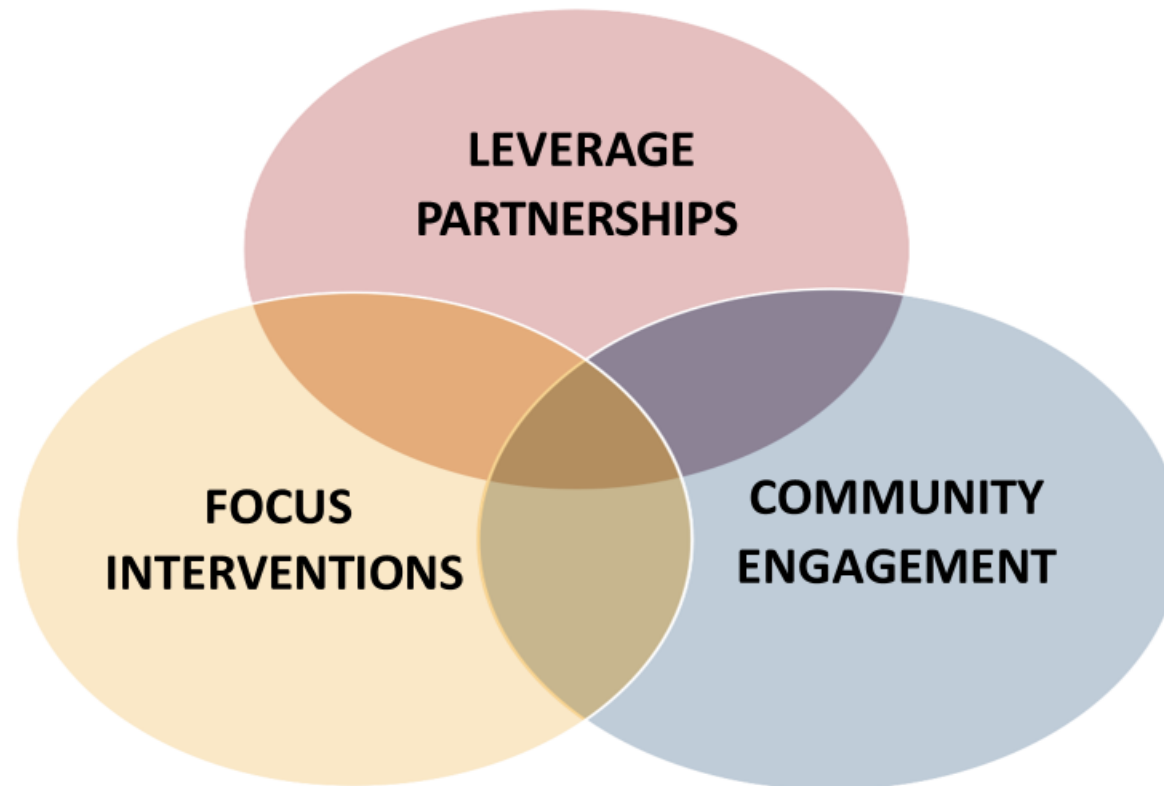 LEVERAGE
PARTNERSHIPS
FOCUS
INTERVENTIONS
COMMUNITY
ENGAGEMENT